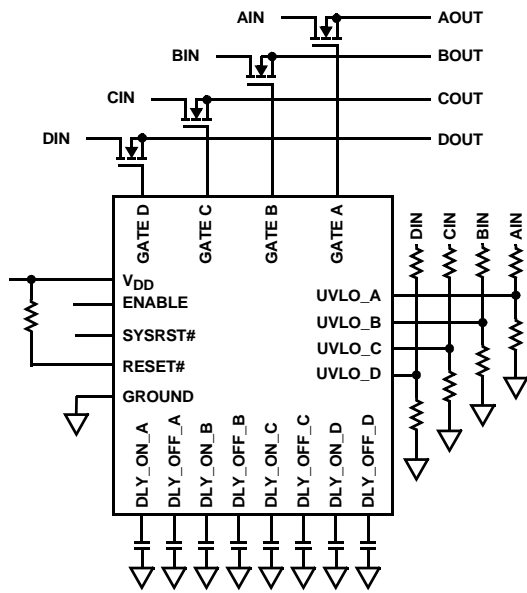 AIN AOUT
BIN BOUT
CIN COUT
DIN DOUT
GATE D
GATE C
GATE B
GATE A
DIN
CIN
BIN
AIN
VDD
ENABLE
SYSRST#
RESET#
GROUND
UVLO_A
UVLO_B
UVLO_C
UVLO_D
DLY_ON_A
DLY_OFF_A
DLY_ON_B
DLY_OFF_B
DLY_ON_C
DLY_OFF_C
DLY_ON_D
DLY_OFF_D